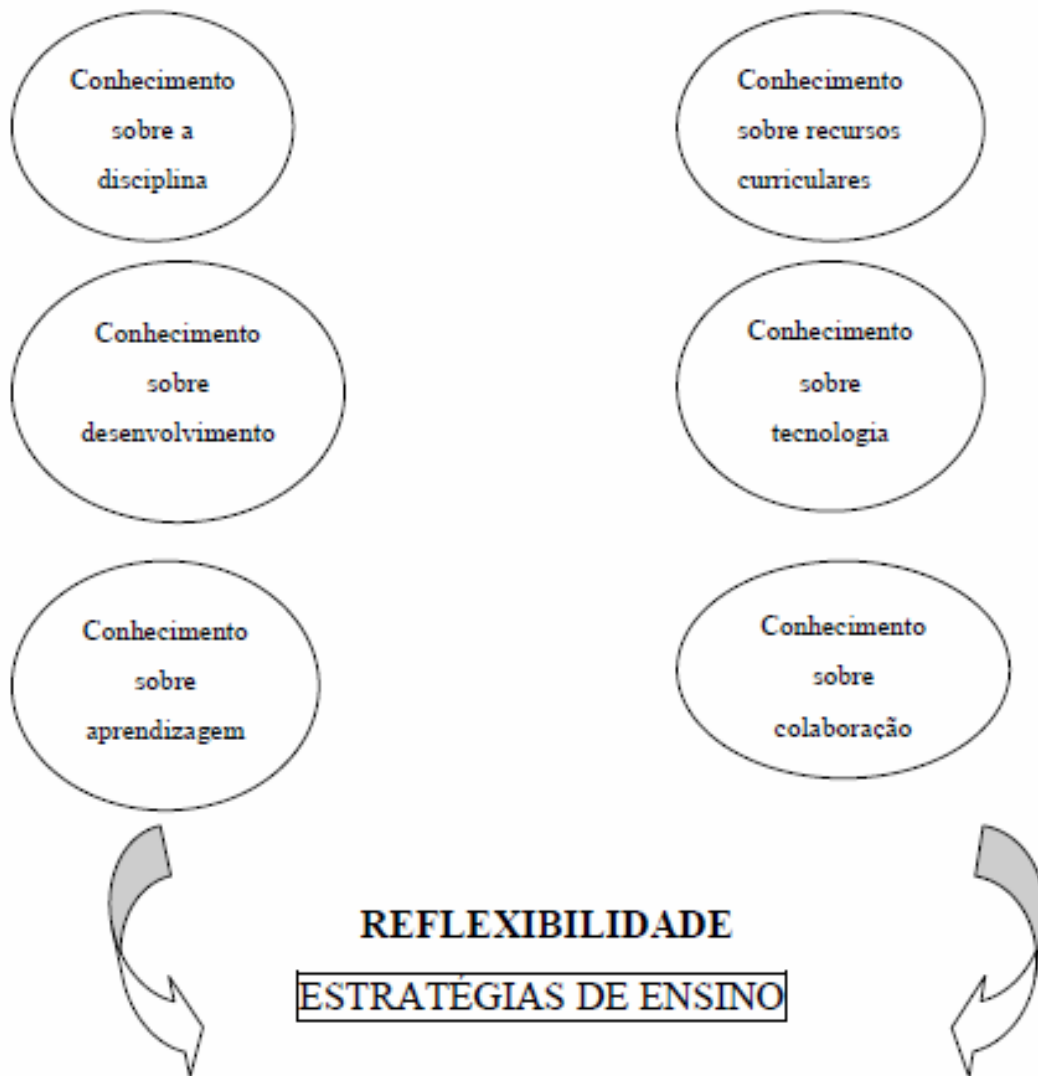 Conhecimento
sobre a
disciplina
Conhecimento
sobre recursos
curriculares
Conhecimento
sobre
desenvolvimento
Conhecimento
sobre
tecnologia
Conhecimento
sobre
aprendizagem
Conhecimento
sobre
colaboração
REFLEXIBILIDADE
ESTRATÉGIAS DE ENSINO